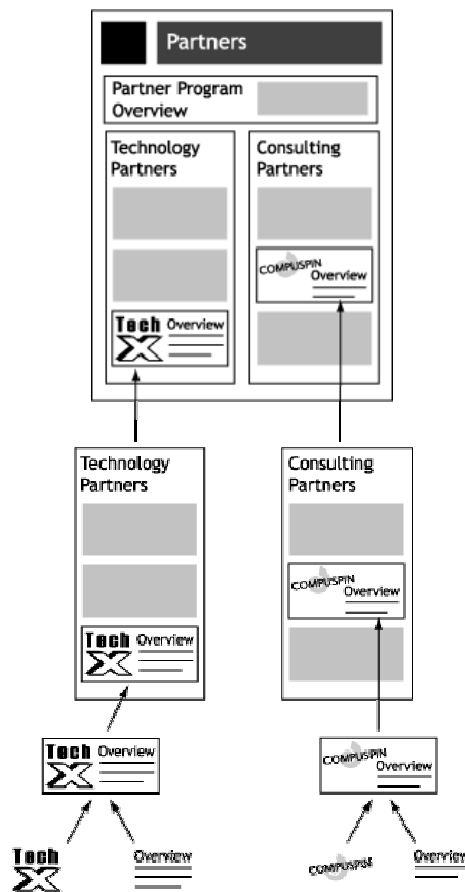 Partners
Partner Program
Overview
Technology
Partners
Consulting
Partners
COMPUSPIN
Overview
Tech
X
Overview
Technology
Partners
Consulting
Partners
COMPUSPIN
Overview
Tech
X
Overview
Tech
X
Overview
COMPUSPIN
Overview
Tech
X
Overview
COMPUSPIN
Overview